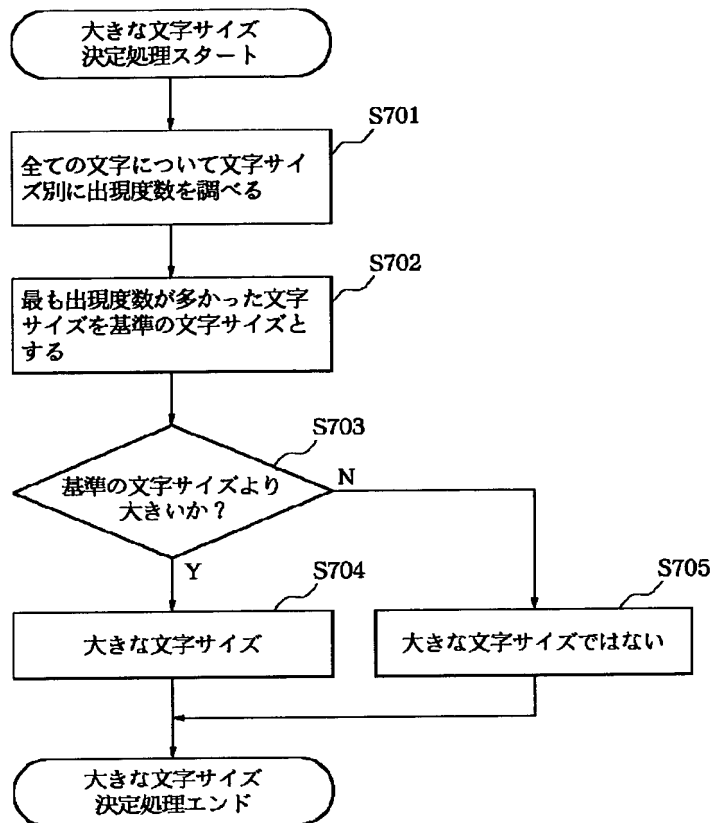 大きな文字サイズ
決定処理スタート
S701
全ての文字について文字サイ
ズ別に出現度数を調べる
S702
最も出現度数が多かった文字
サイズを基準の文字サイズと
する
S703
基準の文字サイズより
大きいか？
N
Y
S704
大きな文字サイズ
S705
大きな文字サイズではない
大きな文字サイズ
決定処理エンド